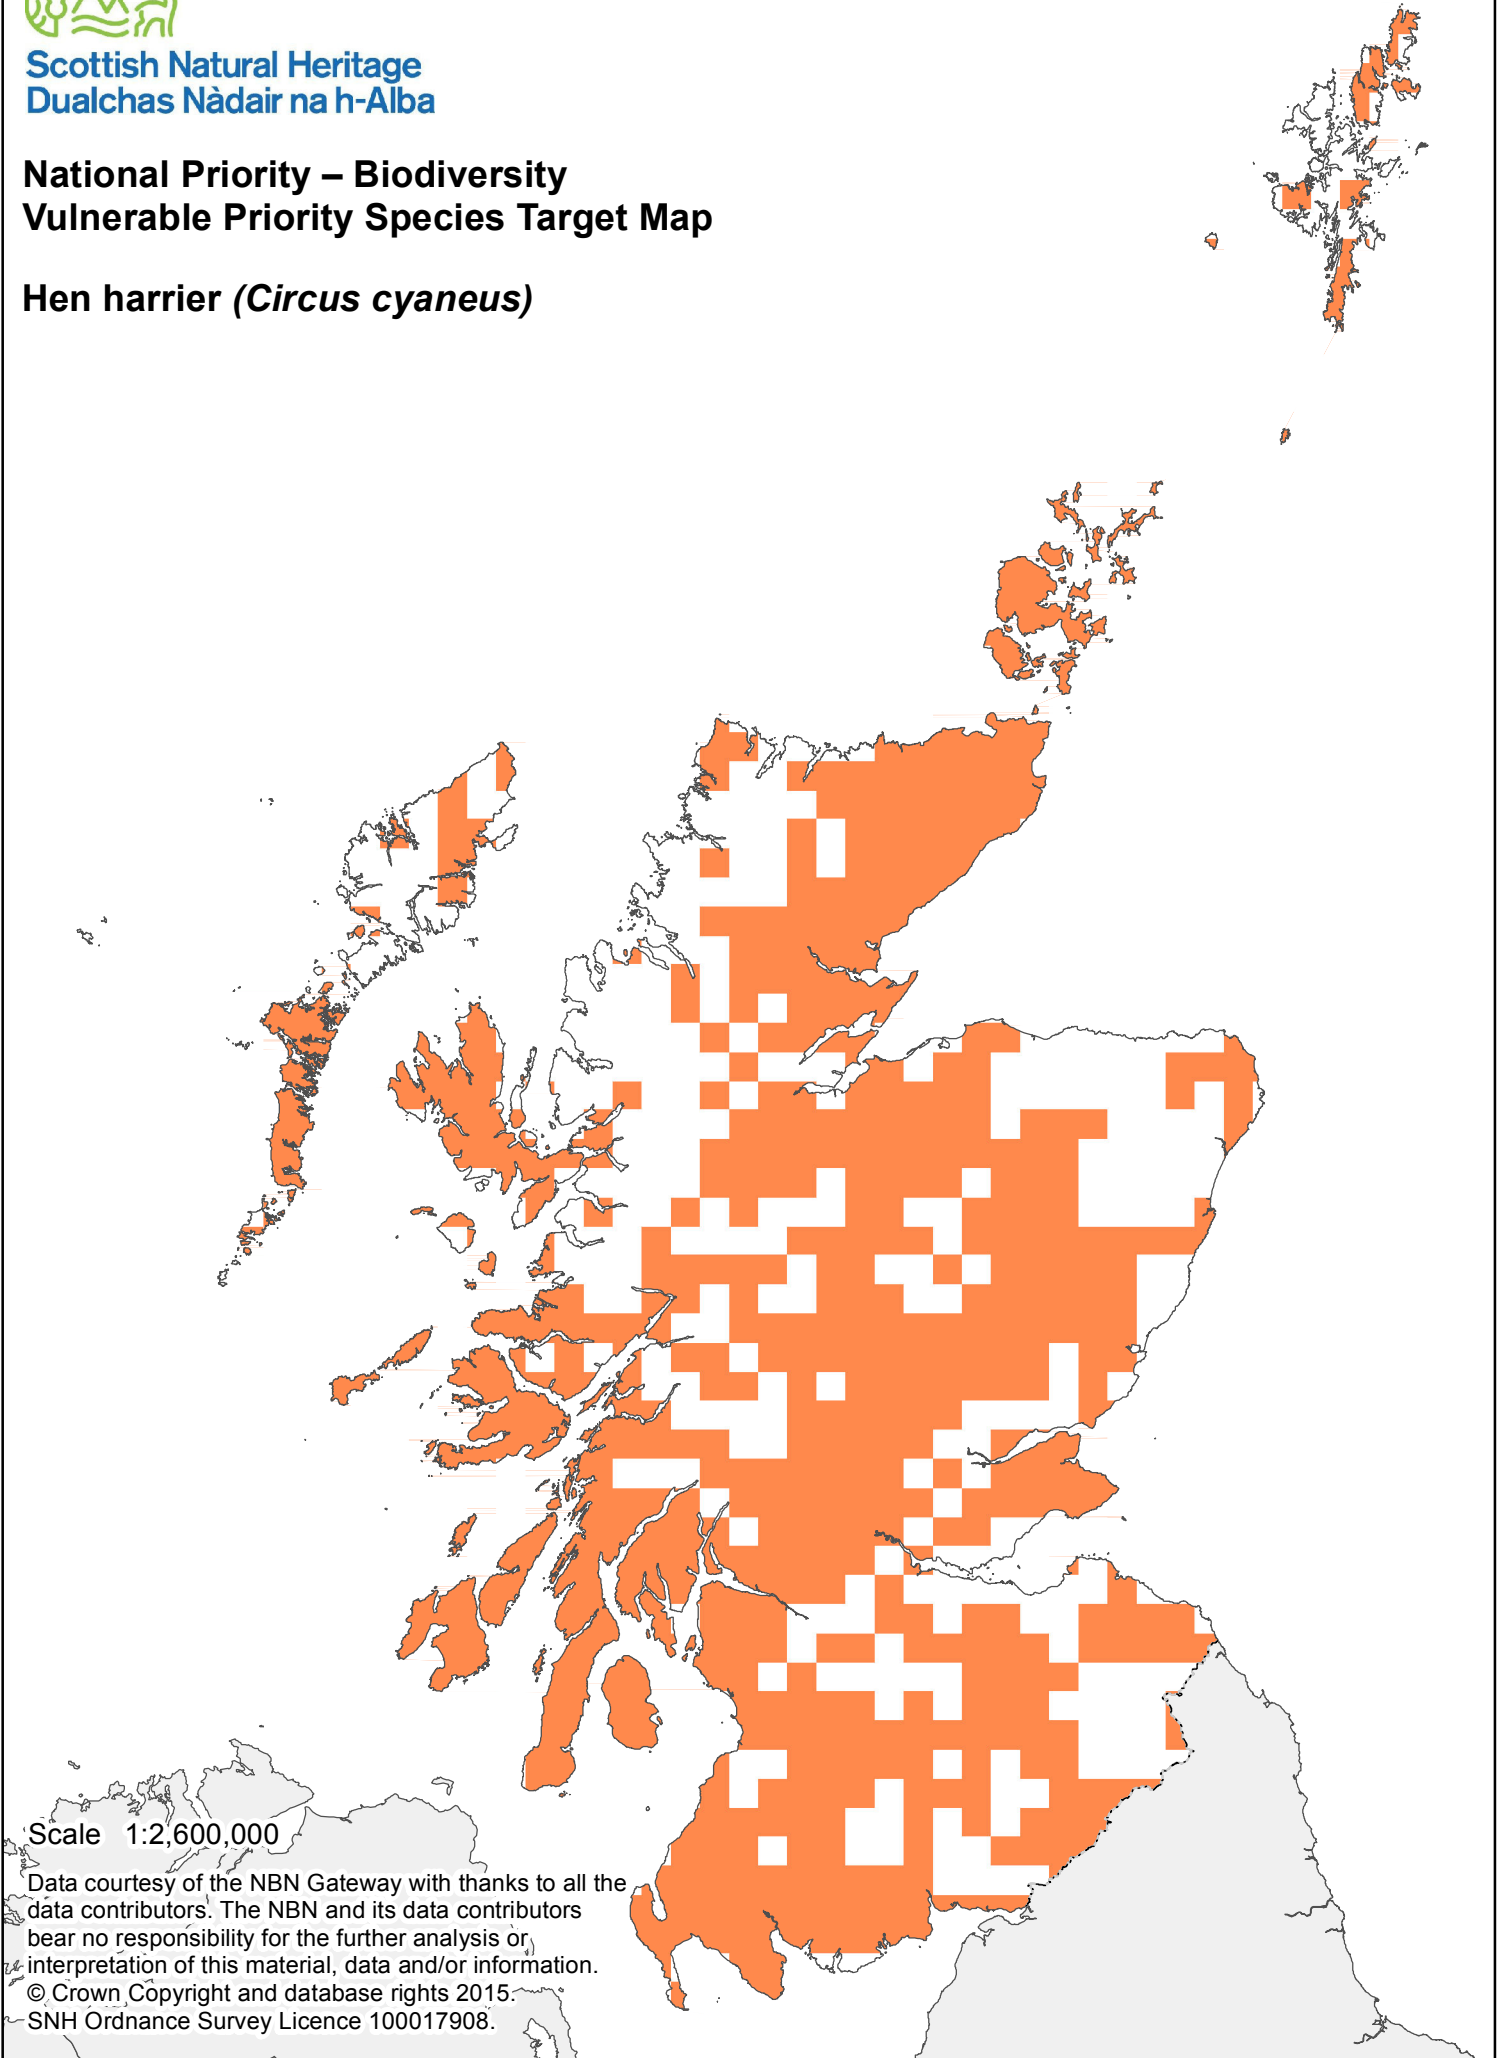 Scottish Natural Heritage
Dualchas Nàdair na h-Alba
National Priority – Biodiversity
Vulnerable Priority Species Target Map
Hen harrier (Circus cyaneus)
Scale 1:2,600,000
Data courtesy of the NBN Gateway with thanks to all the
data contributors. The NBN and its data contributors
bear no responsibility for the further analysis or
interpretation of this material, data and/or information.
© Crown Copyright and database rights 2015.
SNH Ordnance Survey Licence 100017908.